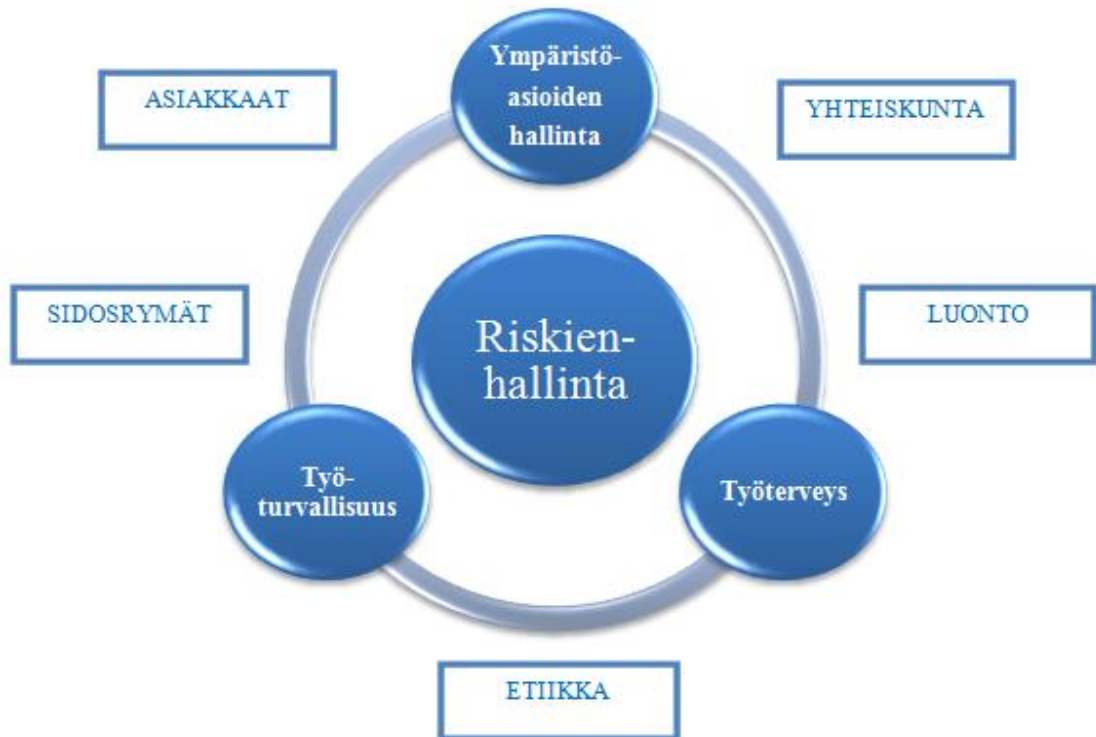 Ympäristö-
asioiden
hallinta
ASIAKKAAT
YHTEISKUNTA
SIDOSRYMÄT
LUONTO
Riskien-
hallinta
Työ-
turvallisuus
Työterveys
ETIIKKA